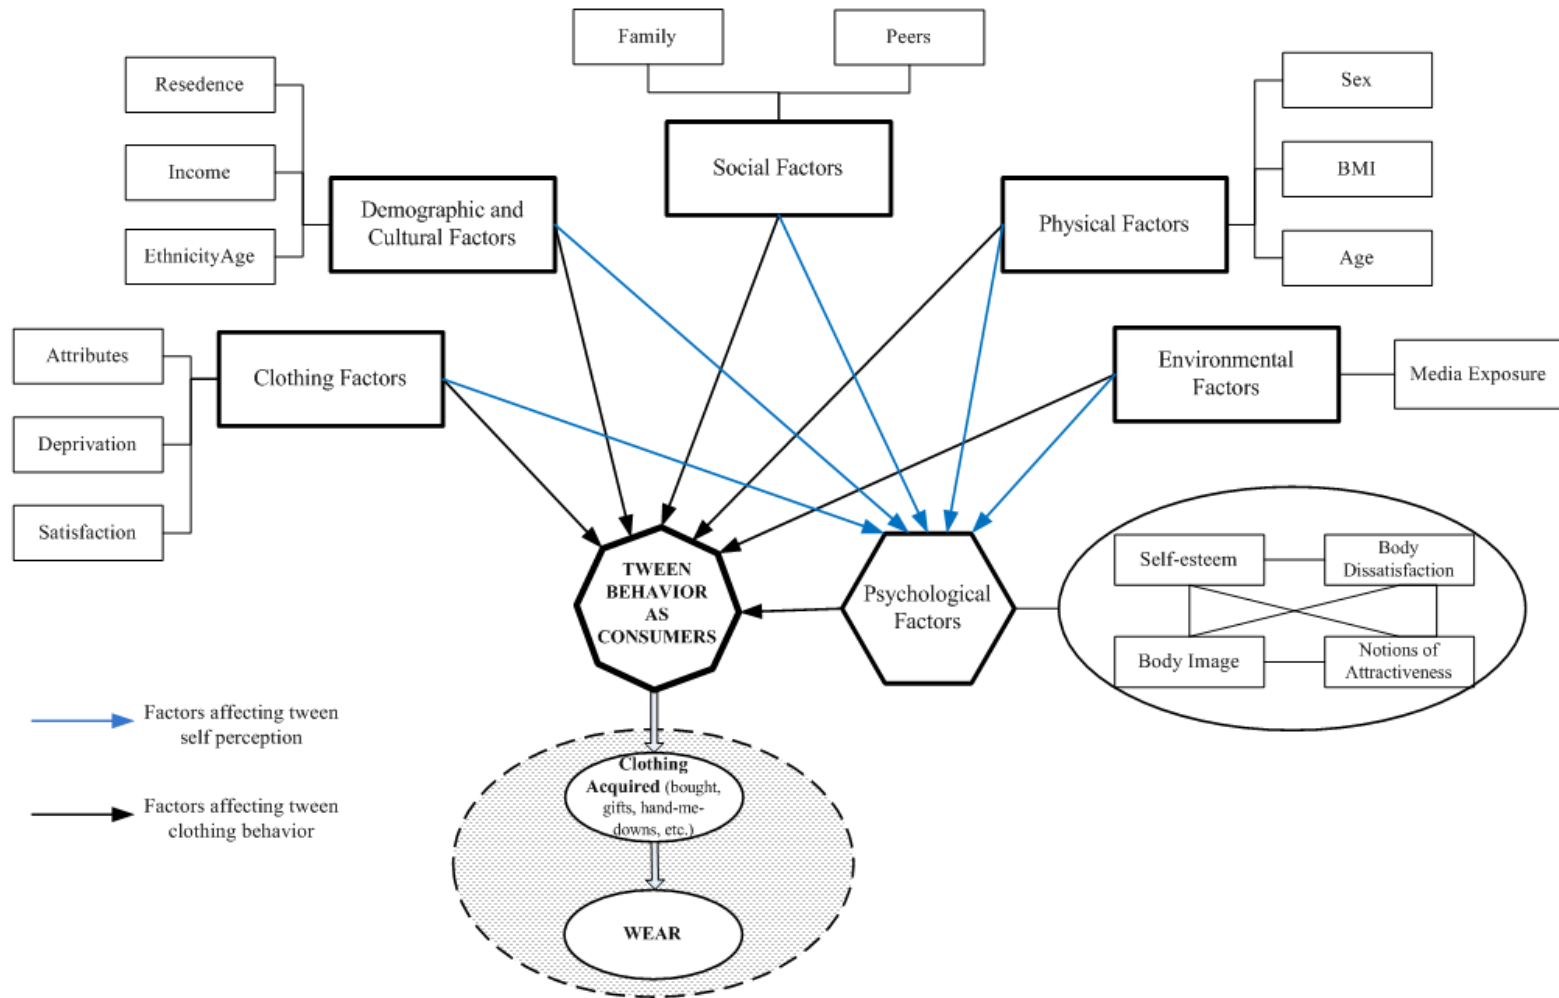 Family
Peers
Resedence
Sex
Social Factors
Income
BMI
Demographic and
Cultural Factors
Physical Factors
EthnicityAge
Age
Attributes
Clothing Factors
Environmental
Factors
Media Exposure
Deprivation
Satisfaction
TWEEN
BEHAVIOR
AS
CONSUMERS
Psychological
Factors
Self-esteem
Body
Dissatisfaction
Body Image
Notions of
Attractiveness
Factors affecting tween
self perception
Clothing
Acquired (bought,
gifts, hand-me-
downs, etc.)
Factors affecting tween
clothing behavior
WEAR